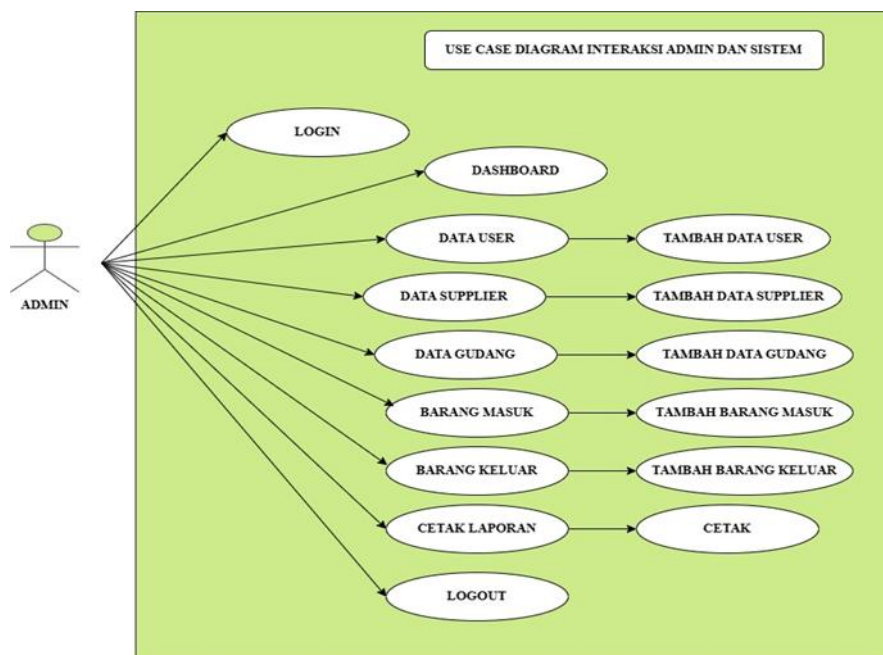 USE CASE DIAGRAM INTERAKSI ADMIN DAN SISTEM
LOGIN
DASHBOARD
DATA USER
TAMBAH DATA USER
ADMIN
DATA SUPPLIER
TAMBAH DATA SUPPLIER
DATA GUDANG
TAMBAH DATA GUDANG
BARANG MASUK
TAMBAH BARANG MASUK
BARANG KELUAR
TAMBAH BARANG KELUAR
CETAK LAPORAN
CETAK
LOGOUT